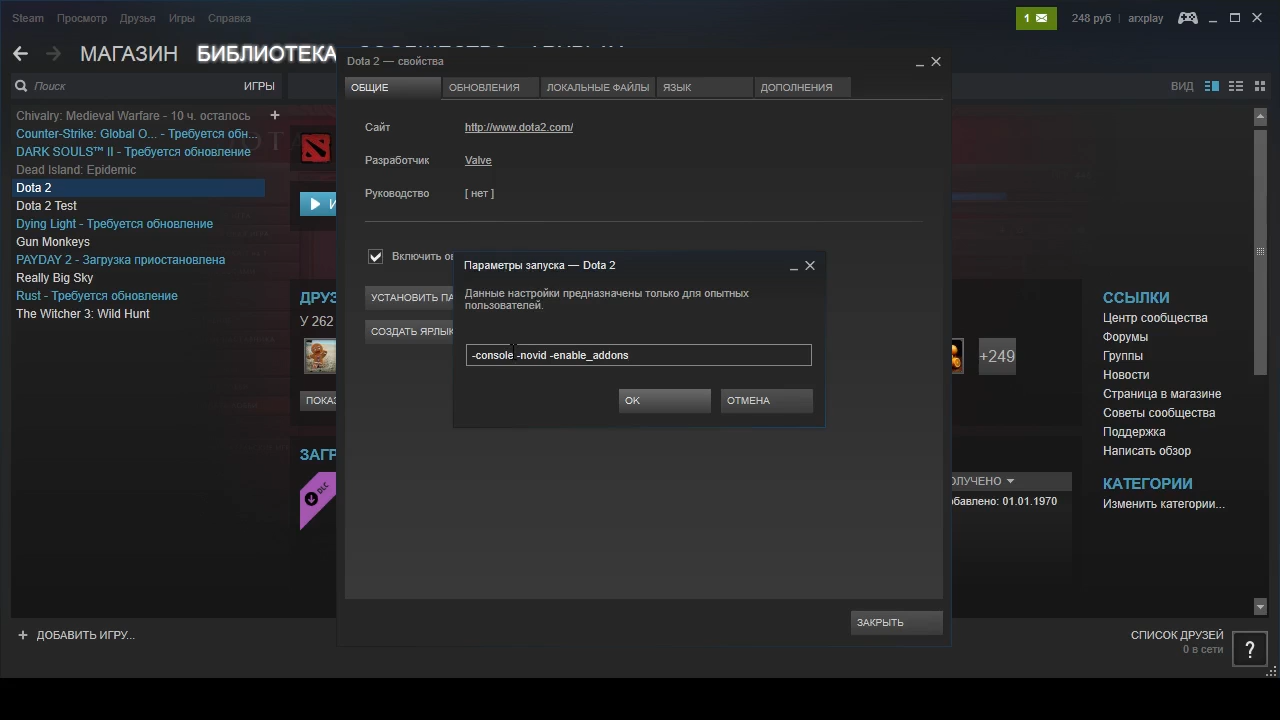 Steam Просмотр Друзья Игры Справка
1
248 руб | arxplay
МАГАЗИН БИБЛИОТЕКА
Dota 2 — свойства
Поиск
ИГРЫ
ВИД
ОБЩИЕ ОБНОВЛЕНИЯ ЛОКАЛЬНЫЕ ФАЙЛЫ ЯЗЫК ДОПОЛНЕНИЯ
Chivalry: Medieval Warfare - 10 ч. осталось
Counter-Strike: Global O... - Требуется обн...
DARK SOULS™ II - Требуется обновление
Dead Island: Epidemic
Dota 2
Dota 2 Test
Dying Light - Требуется обновление
Gun Monkeys
PAYDAY 2 - Загрузка приостановлена
Really Big Sky
Rust - Требуется обновление
The Witcher 3: Wild Hunt
Сайт http://www.dota2.com/
Разработчик Valve
Руководство [ нет ]
Включить ов
УСТАНОВИТЬ ПА
СОЗДАТЬ ЯРЛЫК
Параметры запуска — Dota 2
Данные настройки предназначены только для опытных
пользователей.
-console -novid -enable_addons
OK ОТМЕНА
И
ДРУЗ
У 262
+249
ПОКАЗ
ЗАГР
DLC
ОЛУЧЕНО
обавлено: 01.01.1970
ССЫЛКИ
Центр сообщества
Форумы
Группы
Новости
Страница в магазине
Советы сообщества
Поддержка
Написать обзор
КАТЕГОРИИ
Изменить категории...
ЗАКРЫТЬ
+ ДОБАВИТЬ ИГРУ...
СПИСОК ДРУЗЕЙ
0 в сети
?